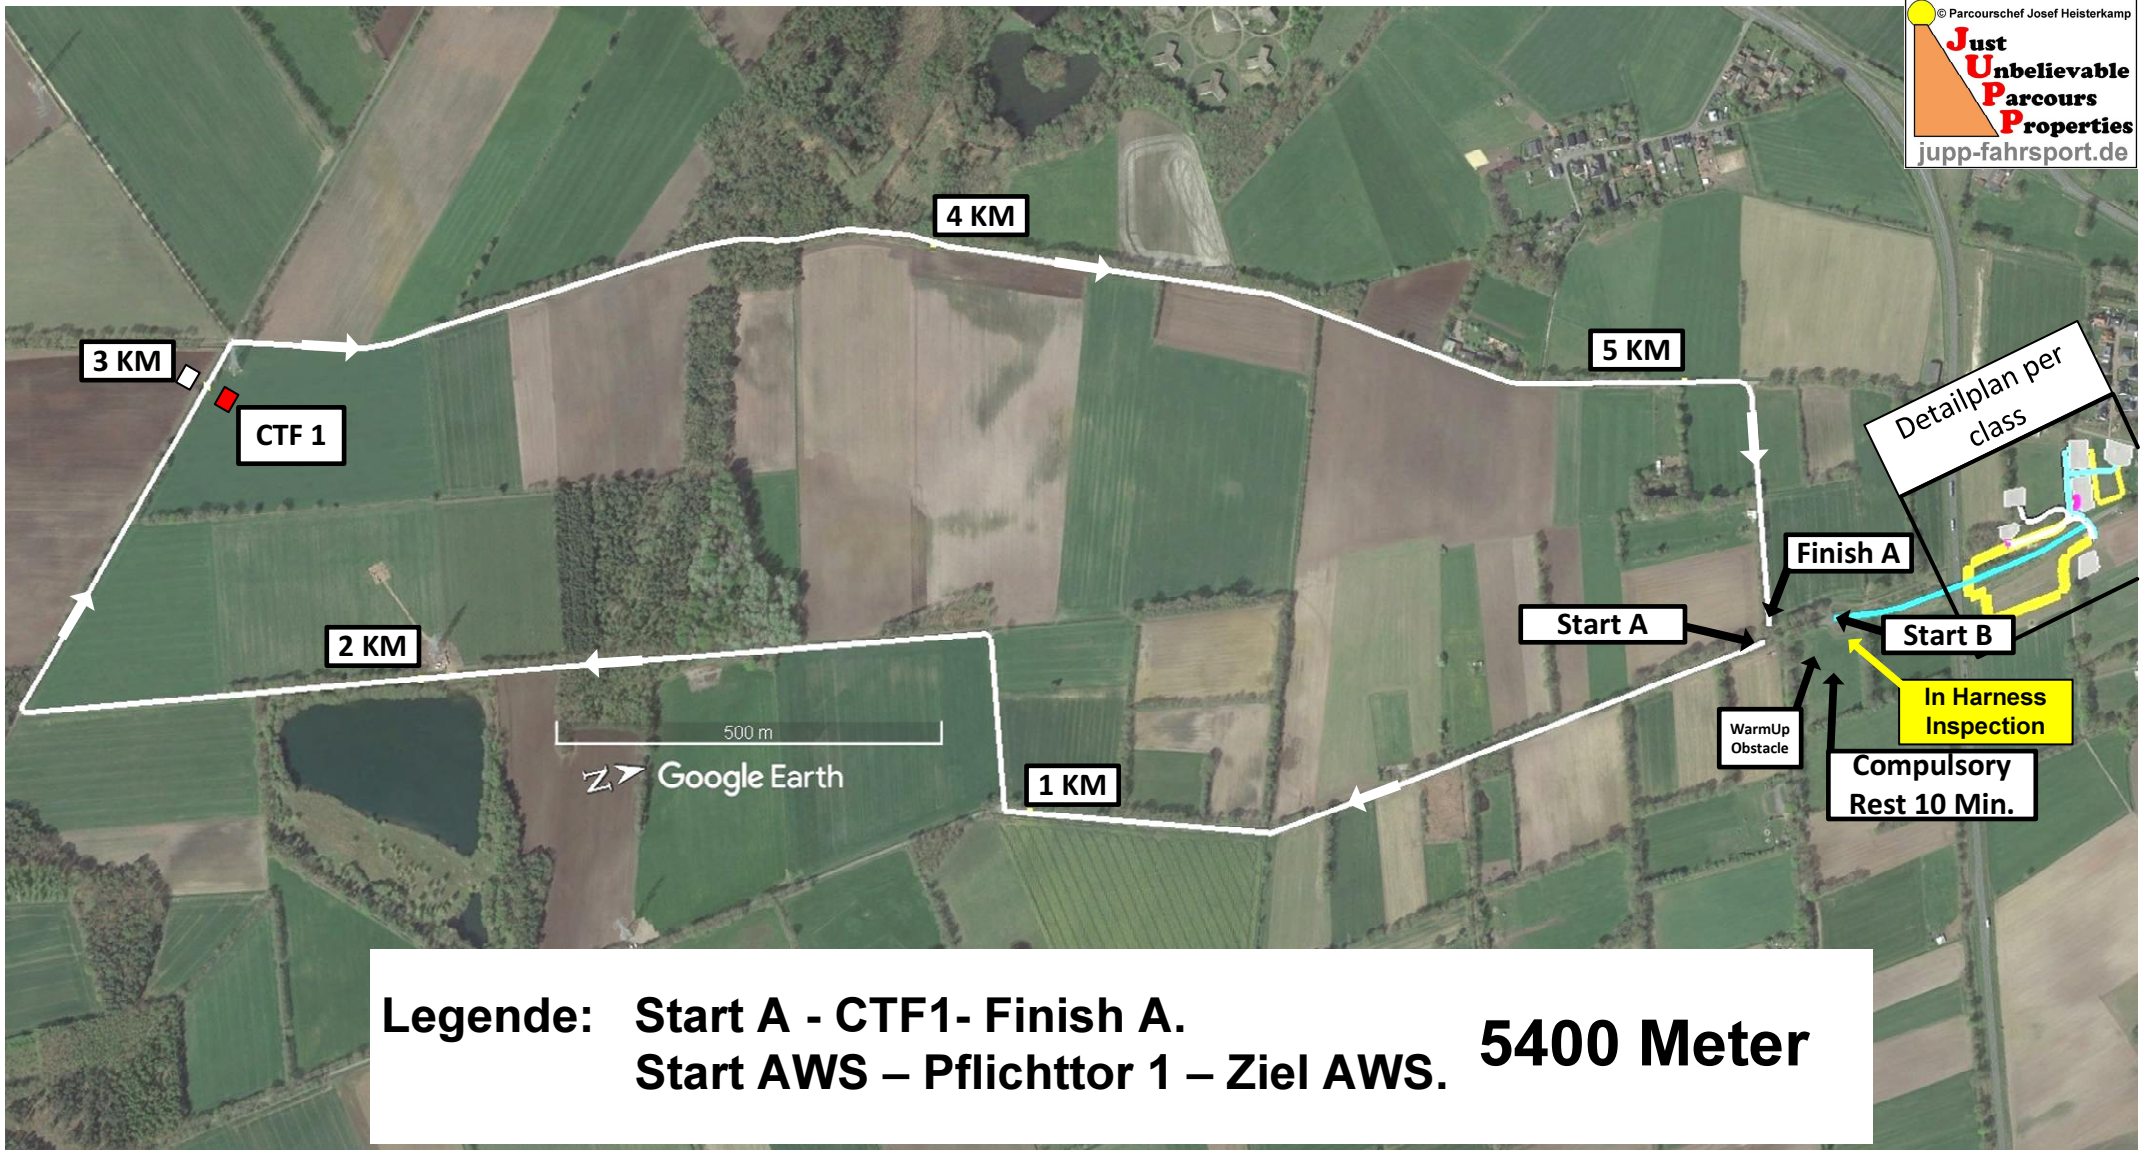 © Parcourschef Josef Heisterkamp
Just
Unbelievable
Parcours
Properties
jupp-fahrsport.de
4 KM
3 KM
5 KM
CTF 1
Detailplan per
class
Finish A
Start A
Start B
2 KM
In Harness
Inspection
WarmUp
Obstacle
500 m
Z
Google Earth
1 KM
Compulsory
Rest 10 Min.
Legende: Start A - CTF1- Finish A.
Start AWS – Pflichttor 1 – Ziel AWS.
5400 Meter